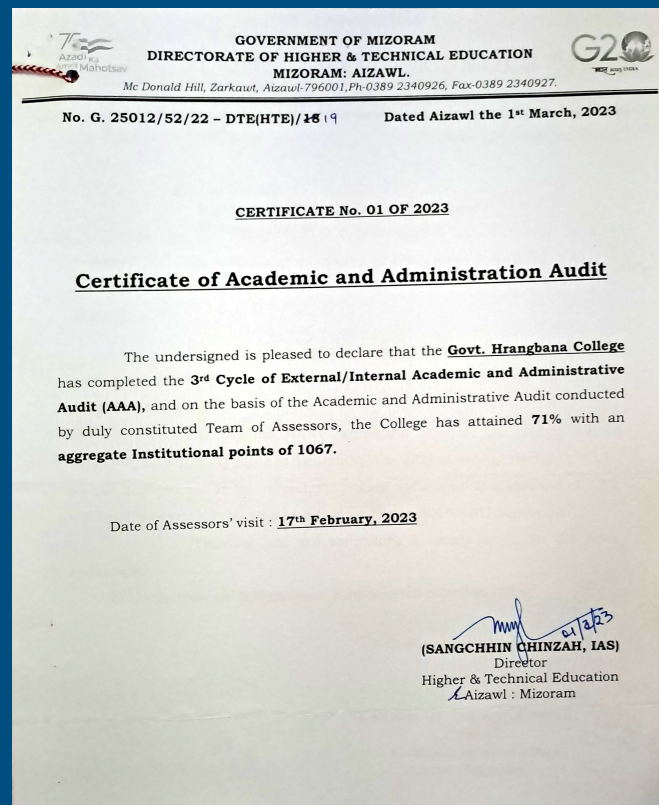 GOVERNMENT OF MIZORAM
DIRECTORATE OF HIGHER & TECHNICAL EDUCATION
MIZORAM: AIZAWL.
Mc Donald Hill, Zarkawt, Aizawl-796001,Ph-0389 2340926, Fax-0389 2340927.
Azadi Ka
Amrit Mahotsav
G20
No. G. 25012/52/22 – DTE(HTE)/18 19 Dated Aizawl the 1st March, 2023
CERTIFICATE No. 01 OF 2023
Certificate of Academic and Administration Audit
The undersigned is pleased to declare that the Govt. Hrangbana College
has completed the 3rd Cycle of External/Internal Academic and Administrative
Audit (AAA), and on the basis of the Academic and Administrative Audit conducted
by duly constituted Team of Assessors, the College has attained 71% with an
aggregate Institutional points of 1067.
Date of Assessors' visit : 17th February, 2023
(SANGCHHIN CHINZAH, IAS)
Director
Higher & Technical Education
Aizawl : Mizoram